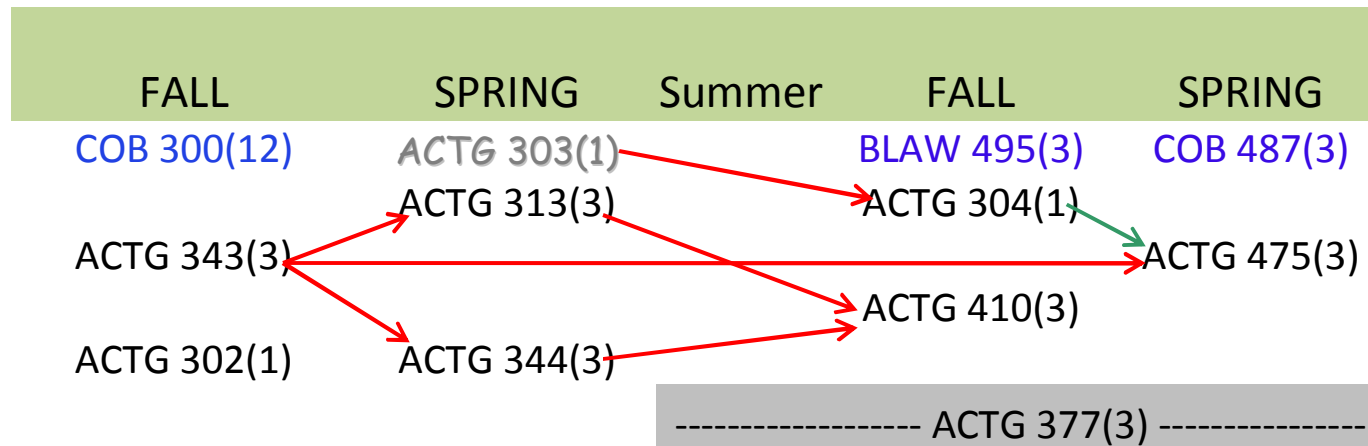 FALL SPRING Summer FALL SPRING
COB 300(12) ACTG 303(1) BLAW 495(3) COB 487(3)
ACTG 313(3) ACTG 304(1)
ACTG 343(3) ACTG 475(3)
ACTG 410(3)
ACTG 302(1) ACTG 344(3)
------------------- ACTG 377(3) ----------------